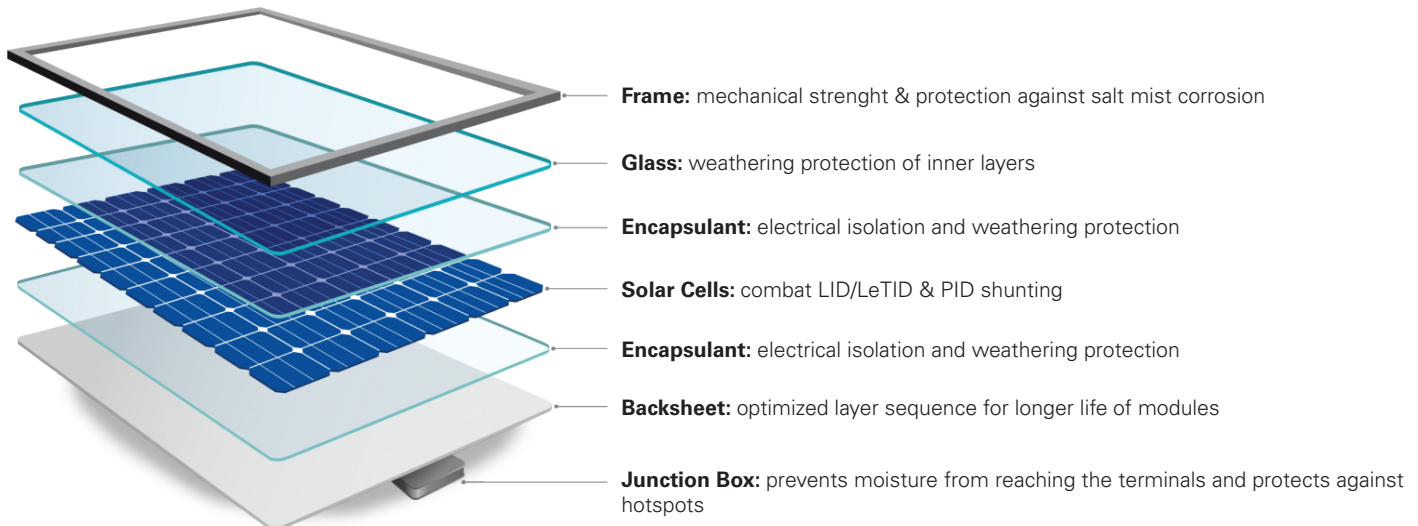 Frame: mechanical strenght & protection against salt mist corrosion
Glass: weathering protection of inner layers
Encapsulant: electrical isolation and weathering protection
Solar Cells: combat LID/LeTID & PID shunting
Encapsulant: electrical isolation and weathering protection
Backsheet: optimized layer sequence for longer life of modules
Junction Box: prevents moisture from reaching the terminals and protects against
hotspots